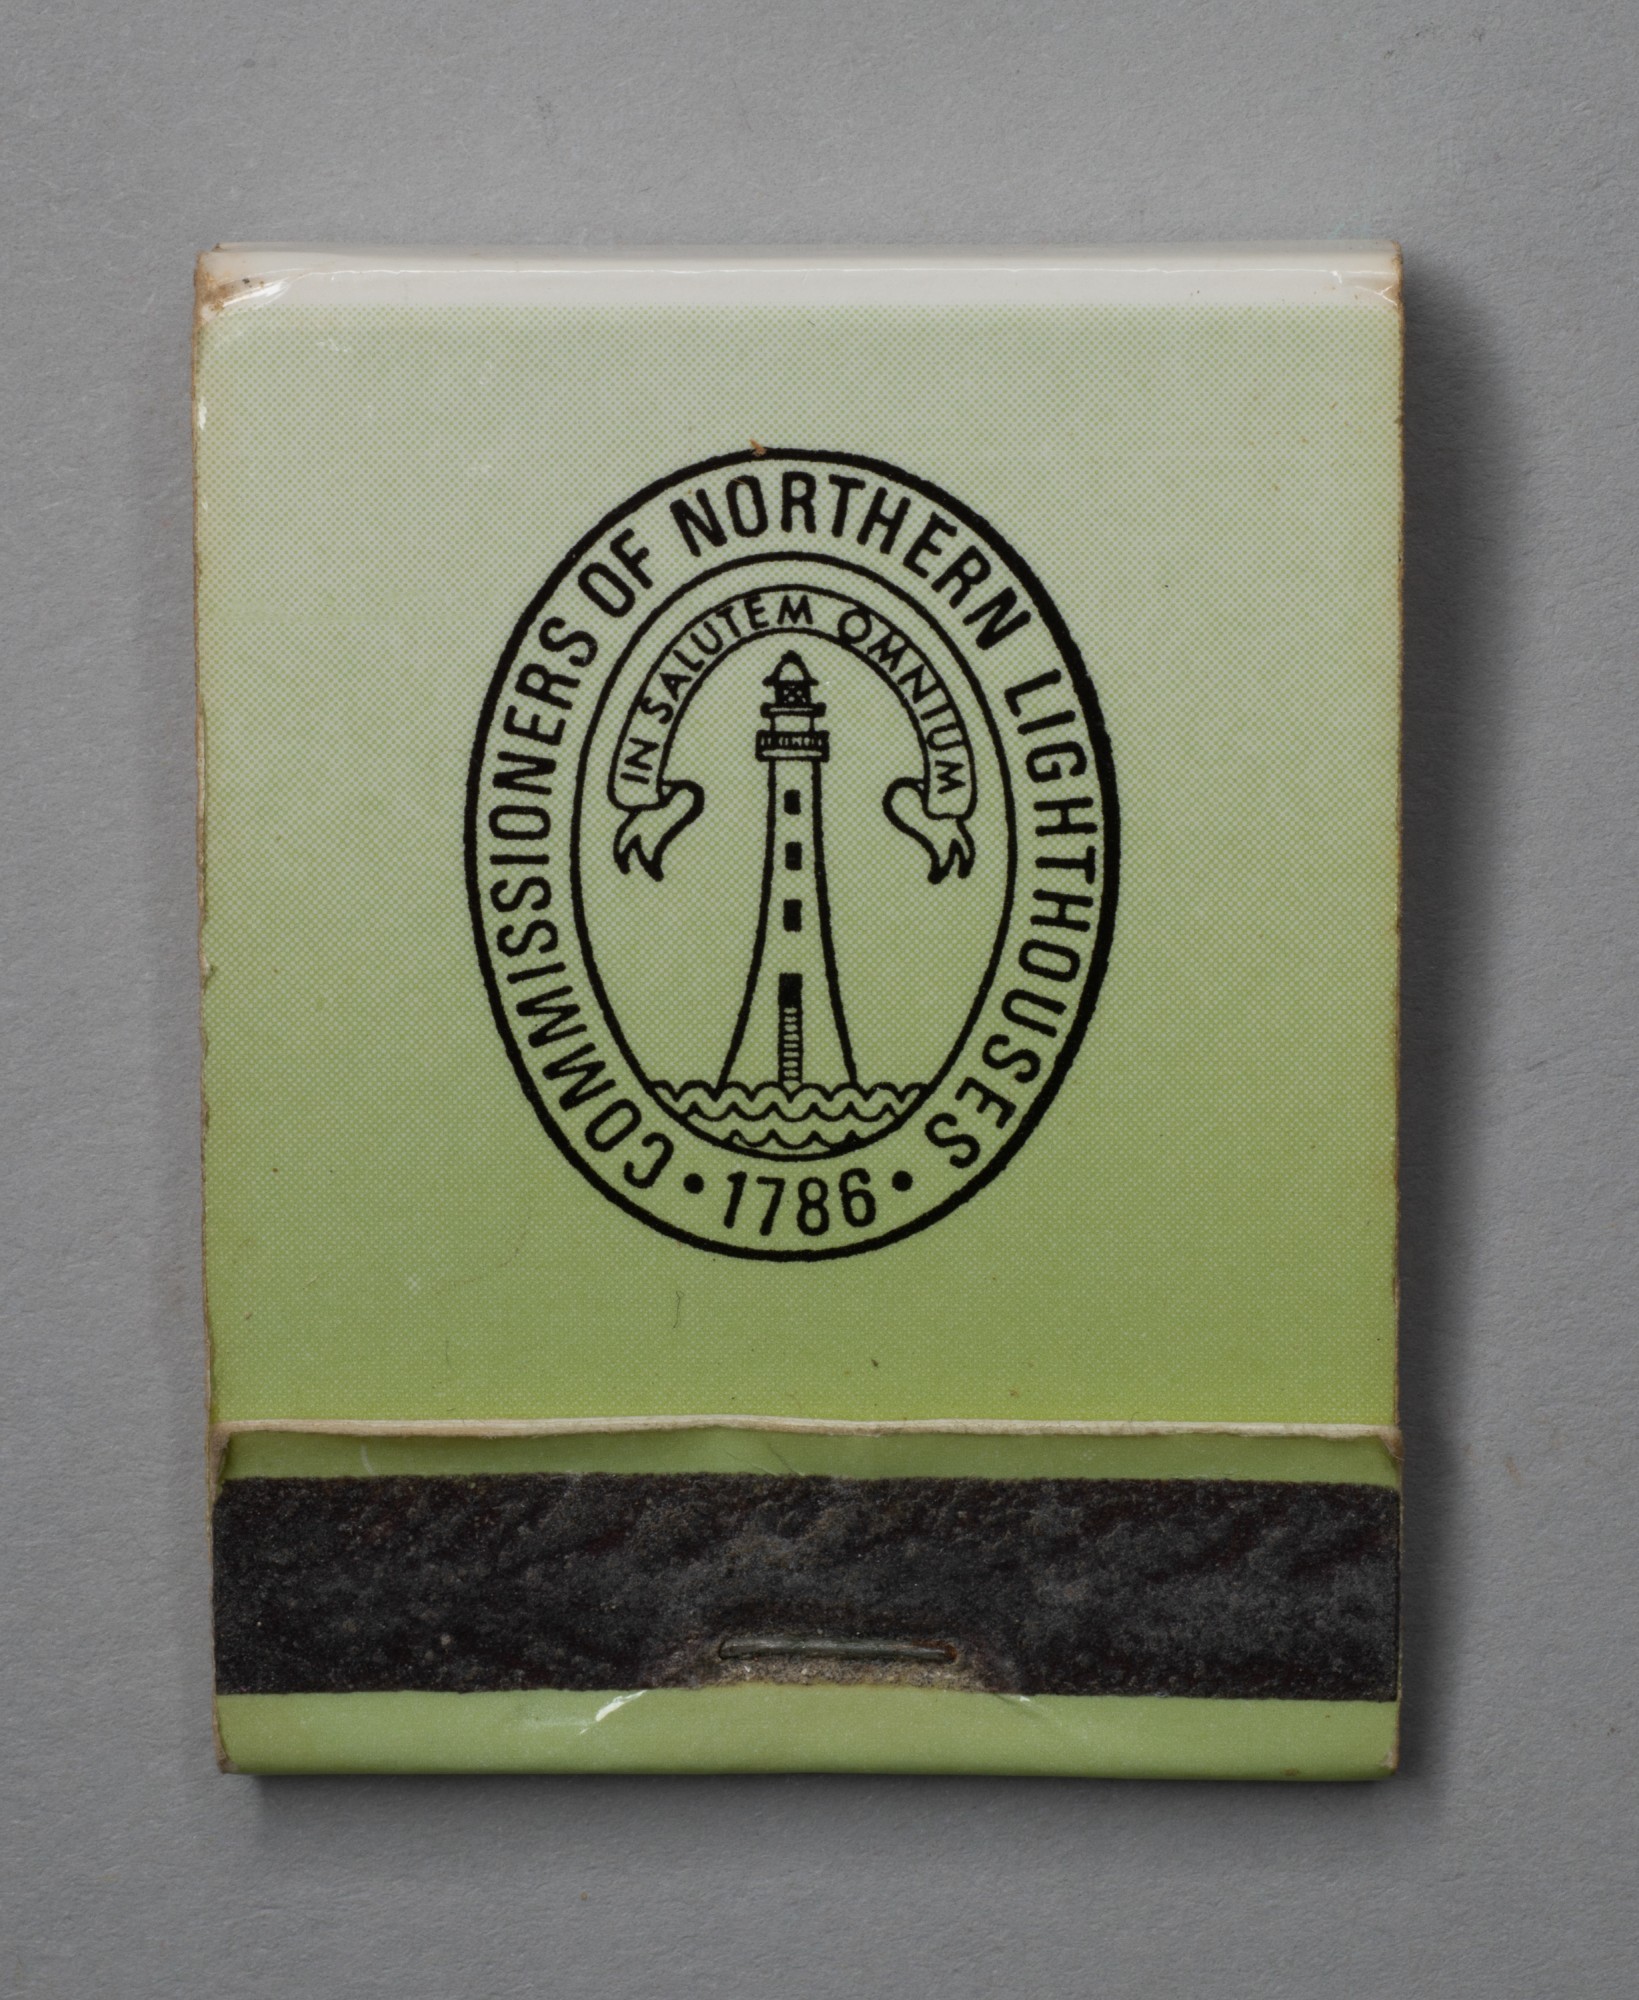 COMMISSIONERS OF NORTHERN LIGHTHOUSES
IN SALUTEM OMNIUM
• 1786 •